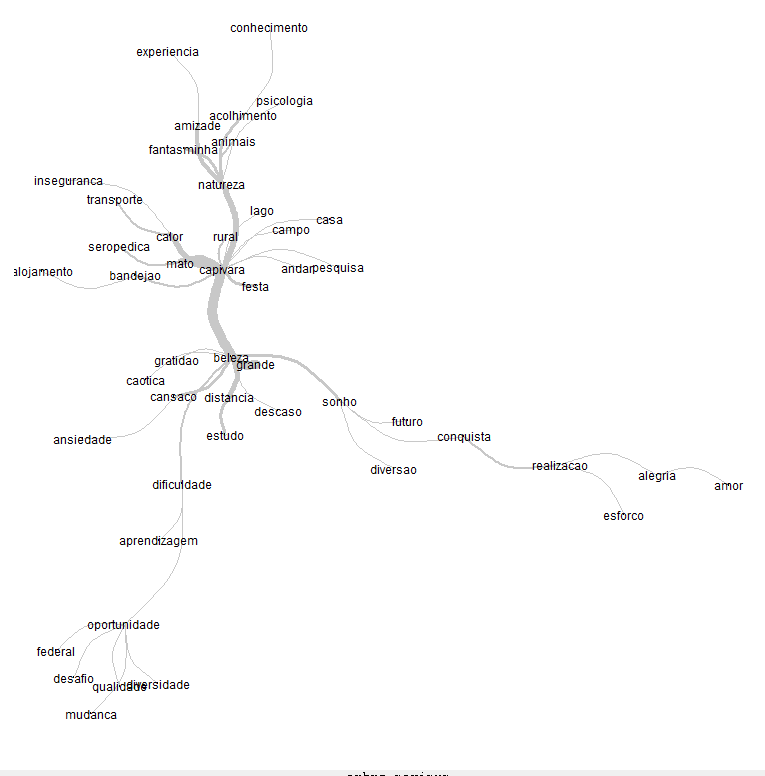 conhecimento
experiencia
psicologia
acolhimento
amizade
animais
fantasminha
inseguranca
natureza
transporte
lago
casa
campo
calor
rural
seropedica
mato
capivara
andar
pesquisa
alojamento
bandejao
festa
beleza
gratidao
grande
caotica
cansaco
distancia
sonho
descaso
futuro
estudo
ansiedade
conquista
diversao
realizacao
alegria
dificuldade
amor
esforco
aprendizagem
oportunidade
federal
desafio
qualidade
diversidade
mudanca